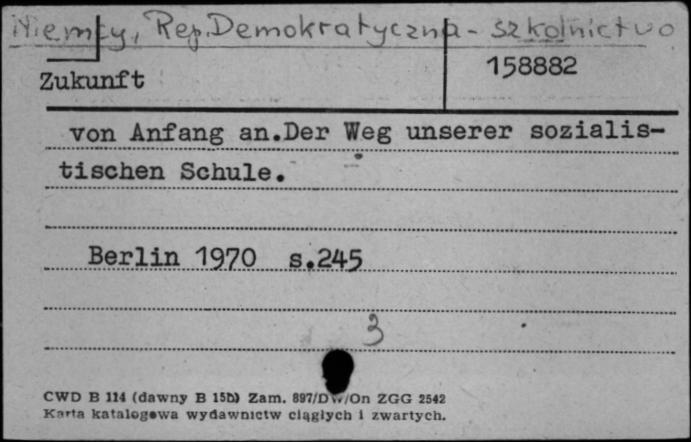 Niemcy, Rep. Demokratyczna - szkolnictwo
Zukunft
158882
von Anfang an.Der Weg unserer sozialis-
tischen Schule.
Berlin 1970 s.245
3
CWD B 114 (dawny B 15b) Zam. 897/DW/On ZGG 2542
Karta katalogowa wydawnictw ciągłych i zwartych.